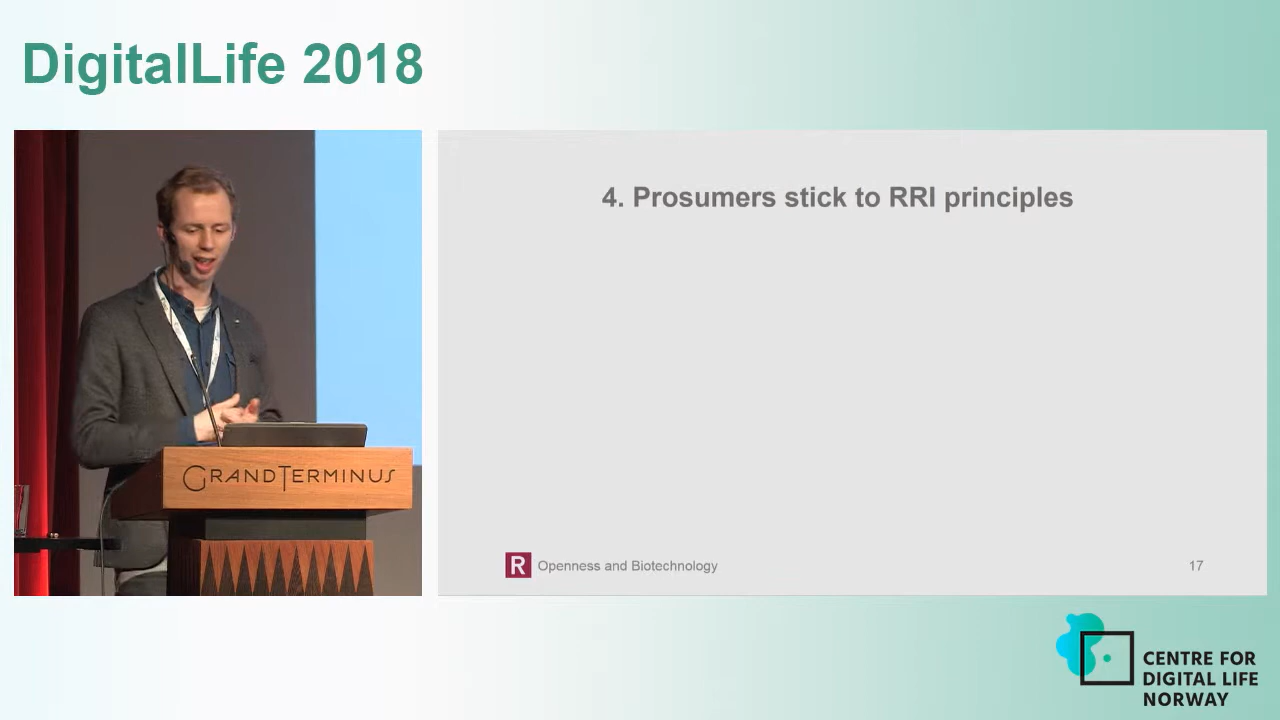 DigitalLife 2018
4. Prosumers stick to RRI principles
GRANDTERMINUS
R Openness and Biotechnology
17
CENTRE FOR
DIGITAL LIFE
NORWAY